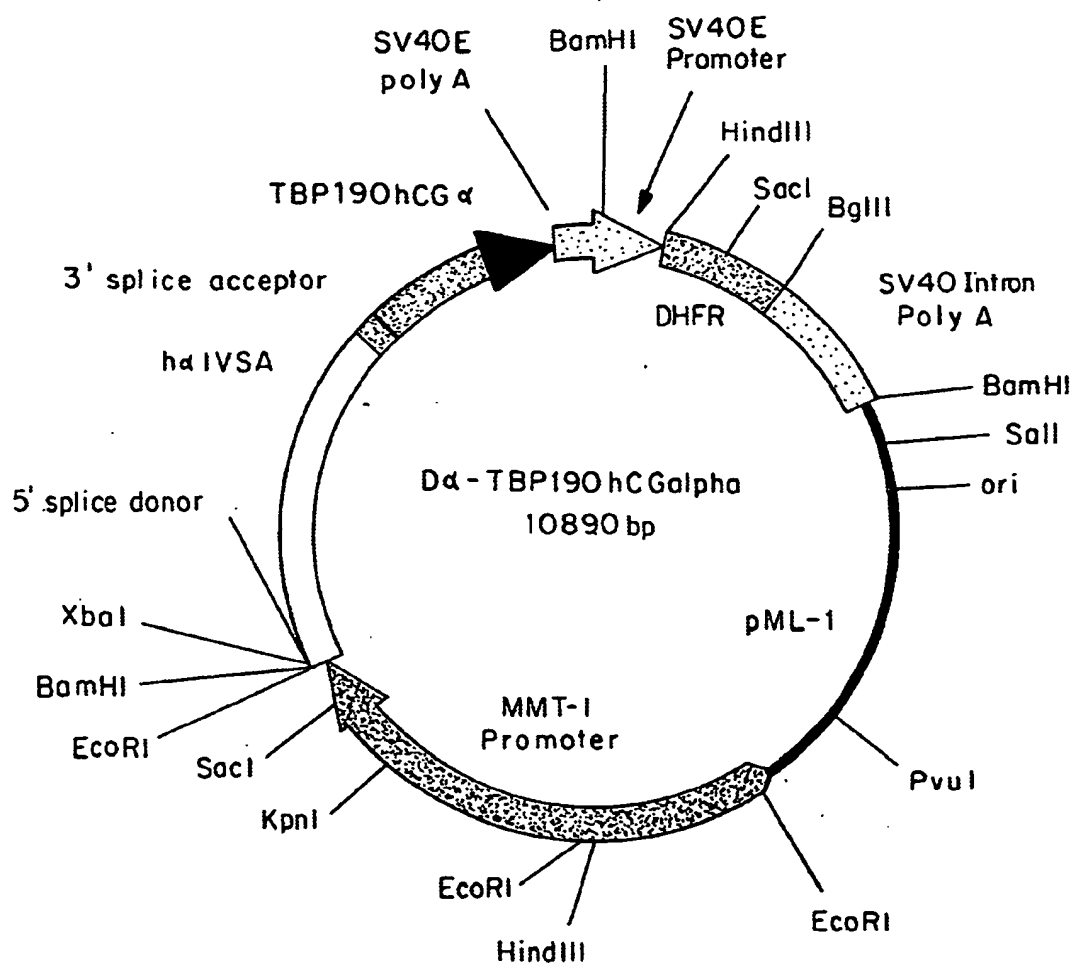 SV40E
poly A
BamHI
SV40E
Promoter
HindIII
SacI
BglII
TBP190hCG α
3' splice acceptor
DHFR
SV40 Intron
Poly A
hα IVSA
BamHI
SalI
Dα-TBP190hCGalpha
10890 bp
ori
5' splice donor
XbaI
pML-1
BamHI
MMT-1
Promoter
EcoRI
SacI
PvuI
KpnI
EcoRI
EcoRI
HindIII